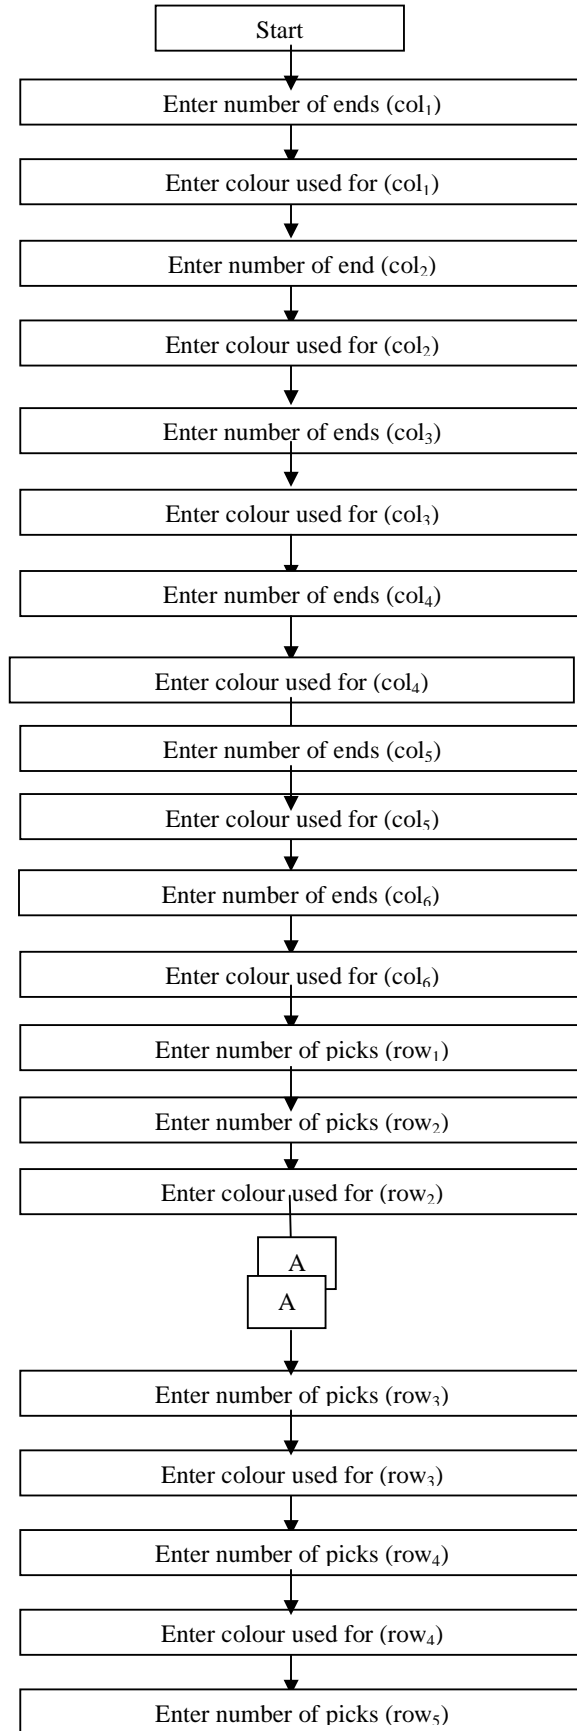 Start
Enter number of ends (col₁)
Enter colour used for (col₁)
Enter number of end (col₂)
Enter colour used for (col₂)
Enter number of ends (col₃)
Enter colour used for (col₃)
Enter number of ends (col₄)
Enter colour used for (col₄)
Enter number of ends (col₅)
Enter colour used for (col₅)
Enter number of ends (col₆)
Enter colour used for (col₆)
Enter number of picks (row₁)
Enter number of picks (row₂)
Enter colour used for (row₂)
A
A
Enter number of picks (row₃)
Enter colour used for (row₃)
Enter number of picks (row₄)
Enter colour used for (row₄)
Enter number of picks (row₅)